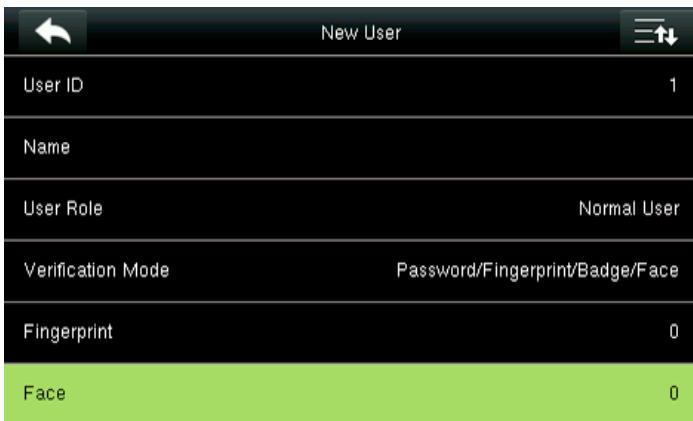 New User
User ID 1
Name
User Role Normal User
Verification Mode Password/Fingerprint/Badge/Face
Fingerprint 0
Face 0